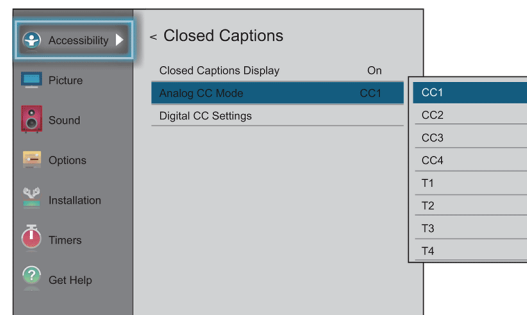 Accessibility
Picture
Sound
Options
Installation
Timers
? Get Help
< Closed Captions
Closed Captions Display On
Analog CC Mode CC1
Digital CC Settings
CC1
CC2
CC3
CC4
T1
T2
T3
T4